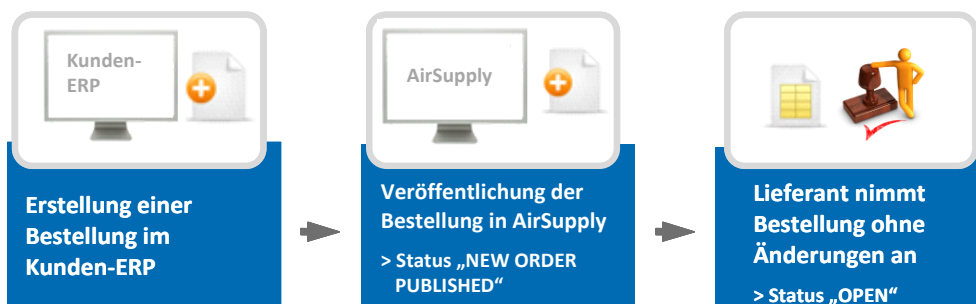 Kunden-
ERP
Erstellung einer
Bestellung im
Kunden-ERP
AirSupply
Veröffentlichung der
Bestellung in AirSupply
> Status „NEW ORDER
PUBLISHED“
Lieferant nimmt
Bestellung ohne
Änderungen an
> Status „OPEN“